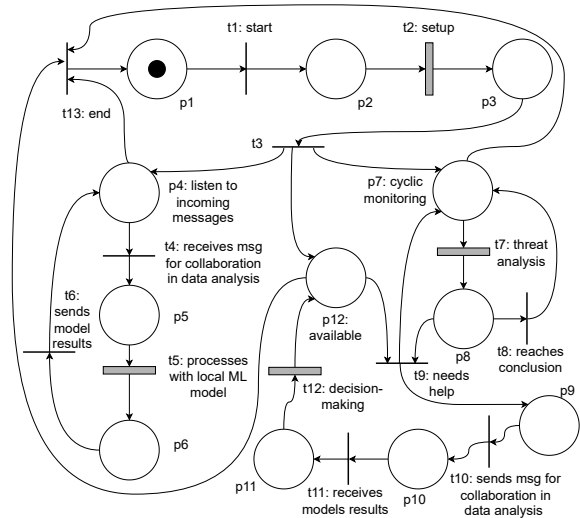 t1: start
t2: setup
p1
p2
p3
t13: end
t3
p4: listen to
incoming
messages
p7: cyclic
monitoring
t4: receives msg
for collaboration
in data analysis
t7: threat
analysis
t6:
sends
model
results
p5
p12:
available
p8
t8: reaches
conclusion
t5: processes
with local ML
model
t12: decision-
making
t9: needs
help
p9
p6
p11
t11: receives
models results
p10
t10: sends msg for
collaboration in
data analysis